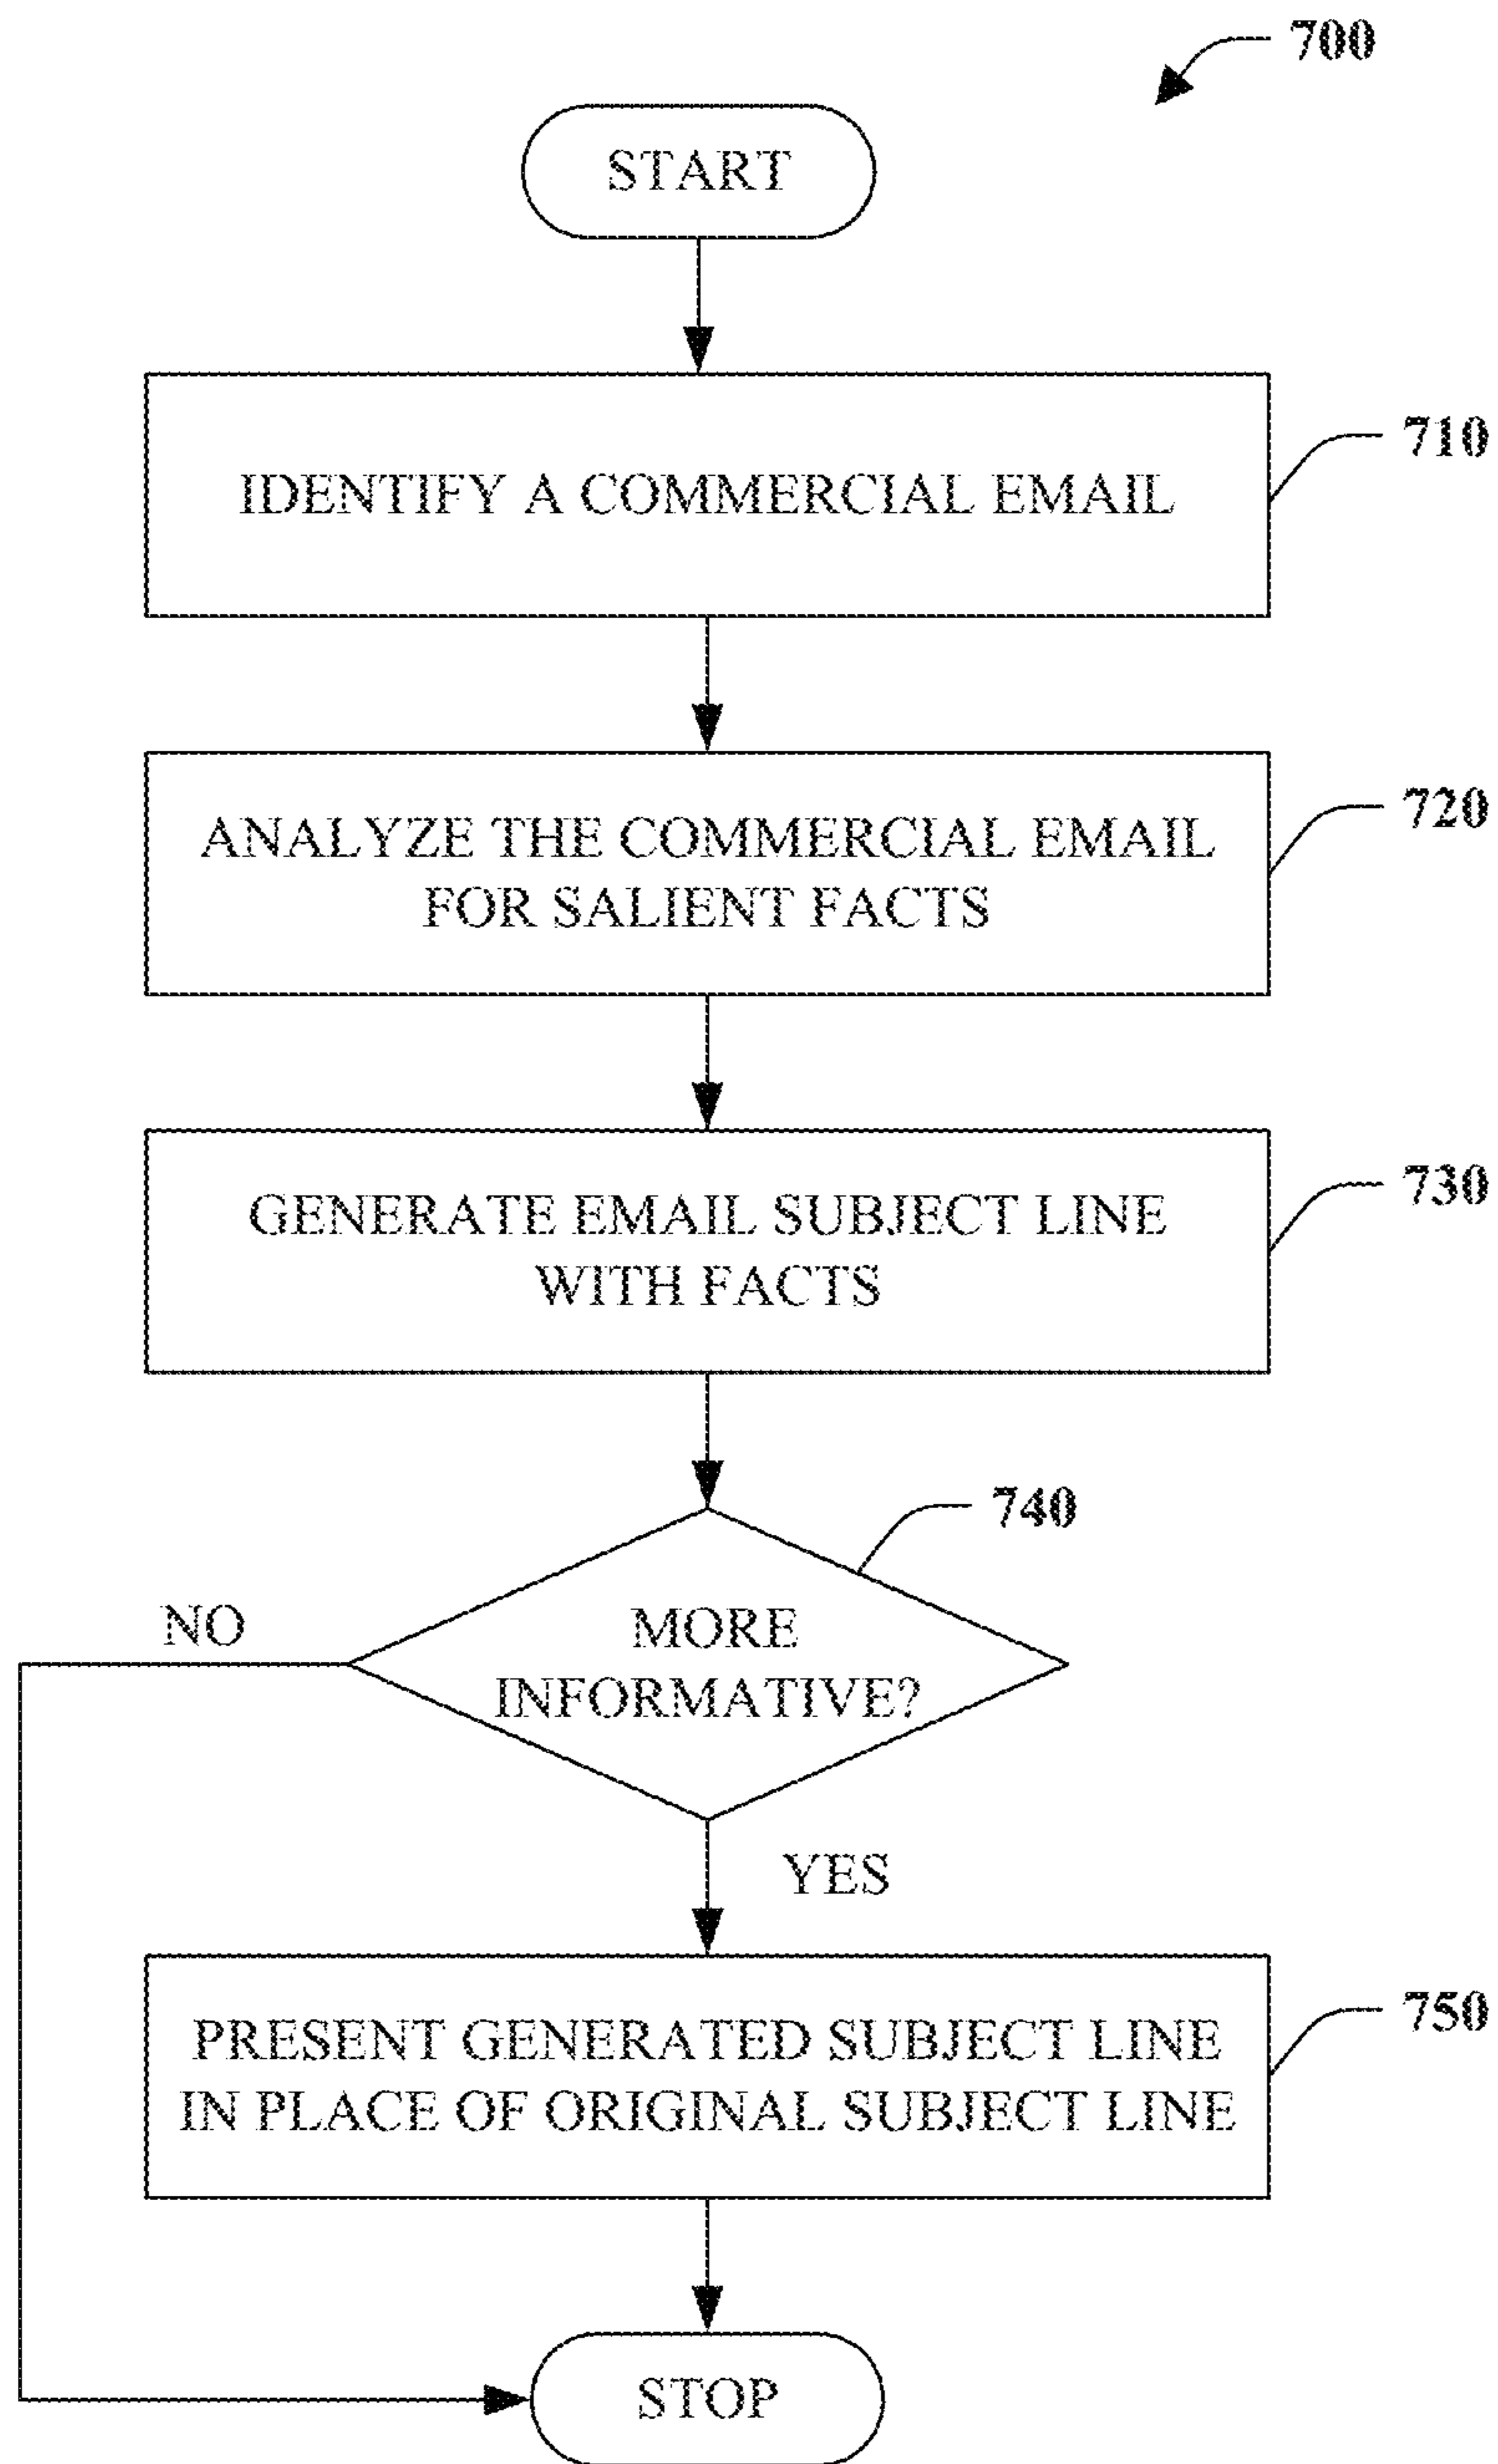 700
START
IDENTIFY A COMMERCIAL EMAIL
710
ANALYZE THE COMMERCIAL EMAIL
FOR SALIENT FACTS
720
GENERATE EMAIL SUBJECT LINE
WITH FACTS
730
740
MORE
INFORMATIVE?
NO
YES
PRESENT GENERATED SUBJECT LINE
IN PLACE OF ORIGINAL SUBJECT LINE
750
STOP